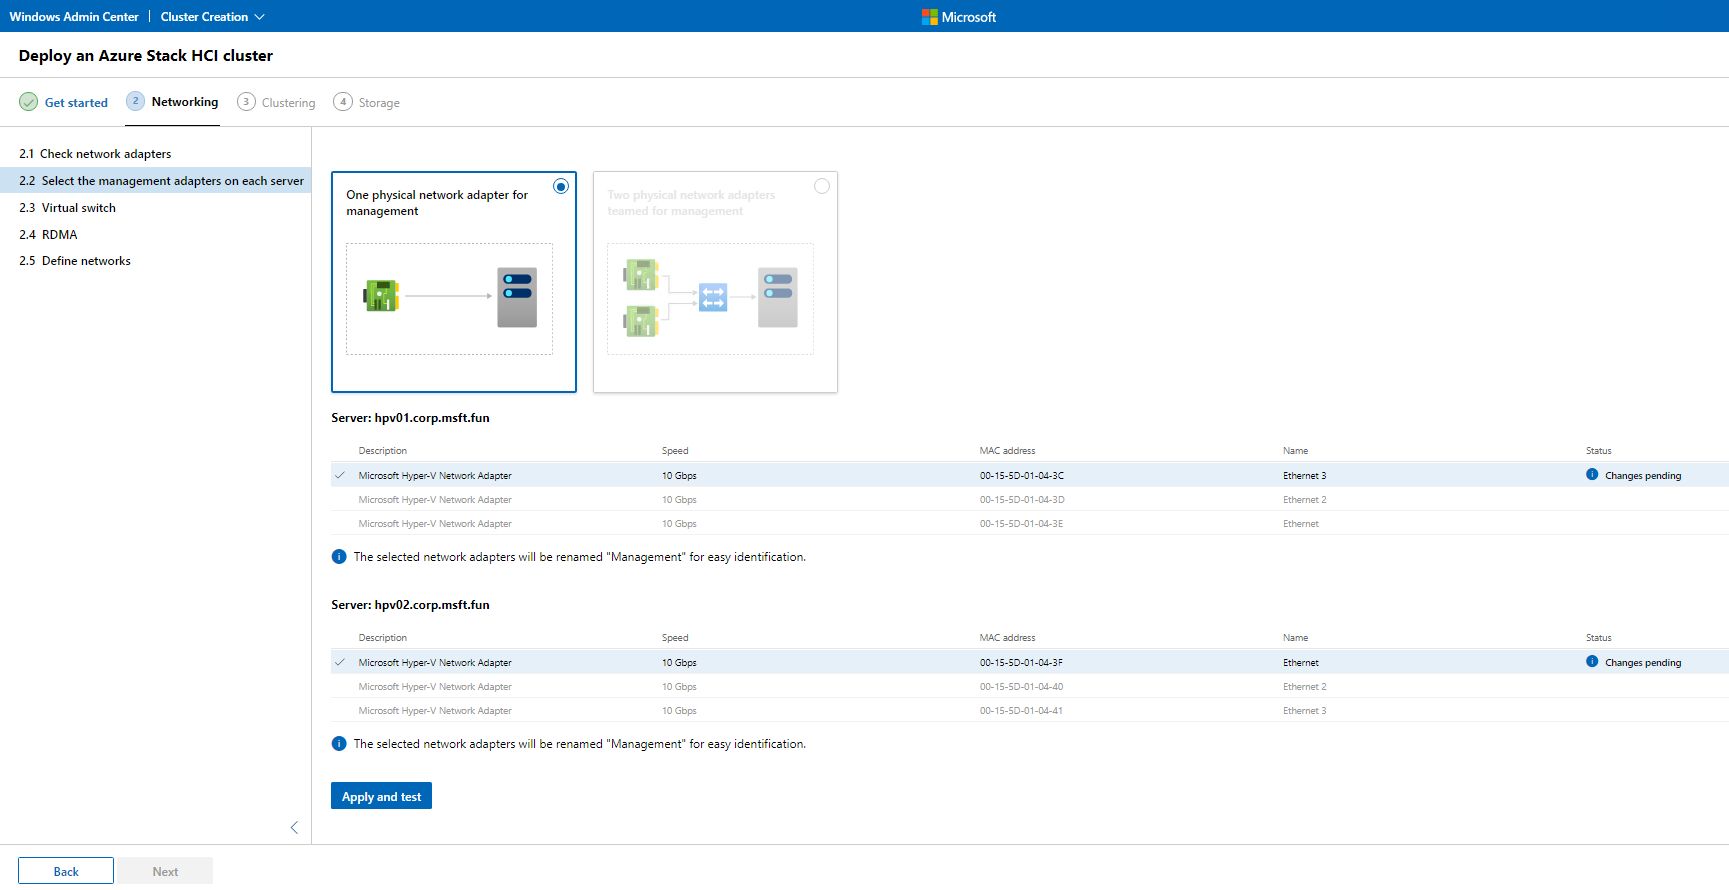 Windows Admin Center | Cluster Creation
Microsoft
Deploy an Azure Stack HCI cluster
Get started
2 Networking
3 Clustering
4 Storage
2.1 Check network adapters
2.2 Select the management adapters on each server
2.3 Virtual switch
2.4 RDMA
2.5 Define networks
One physical network adapter for
management
Two physical network adapters
teamed for management
Server: hpv01.corp.msft.fun
Description Speed MAC address Name Status
Microsoft Hyper-V Network Adapter 10 Gbps 00-15-5D-01-04-3C Ethernet 3 Changes pending
Microsoft Hyper-V Network Adapter 10 Gbps 00-15-5D-01-04-3D Ethernet 2
Microsoft Hyper-V Network Adapter 10 Gbps 00-15-5D-01-04-3E Ethernet
The selected network adapters will be renamed "Management" for easy identification.
Server: hpv02.corp.msft.fun
Description Speed MAC address Name Status
Microsoft Hyper-V Network Adapter 10 Gbps 00-15-5D-01-04-3F Ethernet Changes pending
Microsoft Hyper-V Network Adapter 10 Gbps 00-15-5D-01-04-40 Ethernet 2
Microsoft Hyper-V Network Adapter 10 Gbps 00-15-5D-01-04-41 Ethernet 3
The selected network adapters will be renamed "Management" for easy identification.
Apply and test
Back
Next